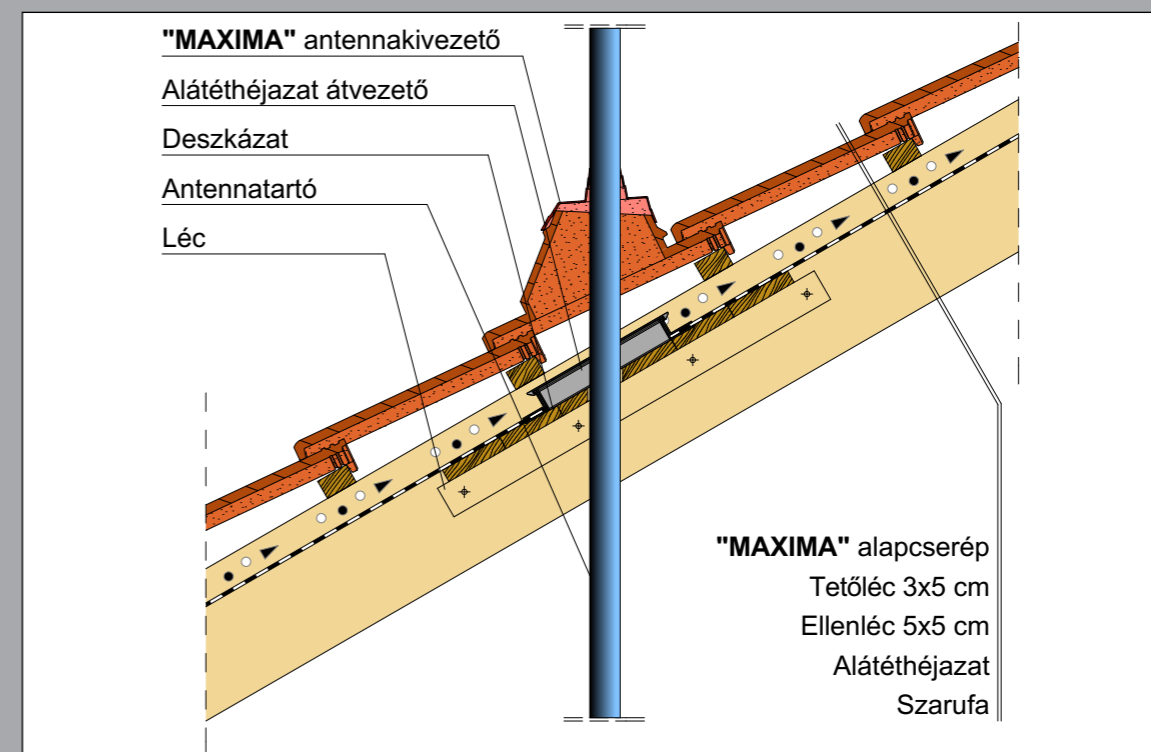 "MAXIMA" antennakivezető
Alátéthéjazat átvezető
Deszkázat
Antennatartó
Léc
"MAXIMA" alapcserép
Tetőléc 3x5 cm
Ellenléc 5x5 cm
Alátéthéjazat
Szarufa